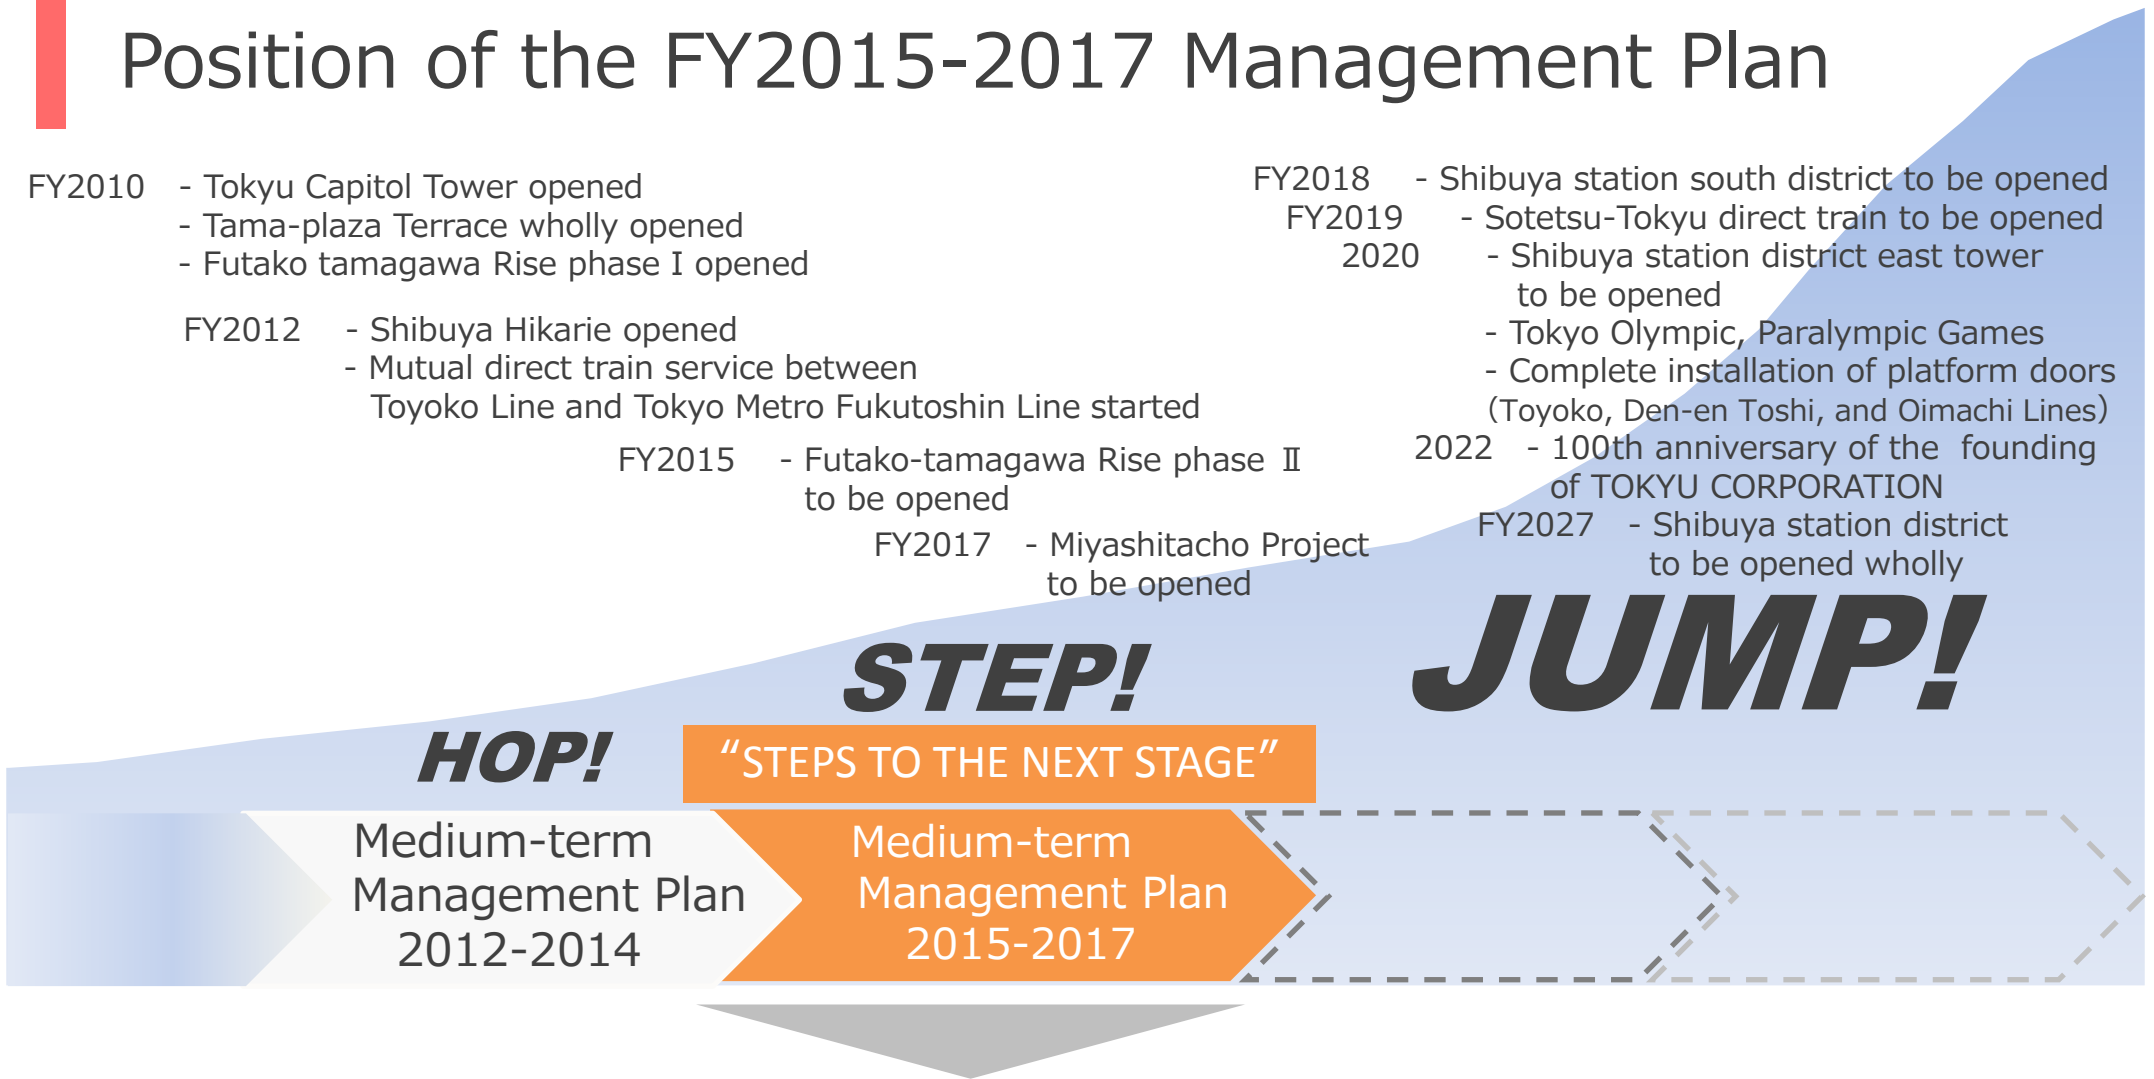 Position of the FY2015-2017 Management Plan
FY2010 - Tokyu Capitol Tower opened
- Tama-plaza Terrace wholly opened
- Futako tamagawa Rise phase I opened
FY2012 - Shibuya Hikarie opened
- Mutual direct train service between
Toyoko Line and Tokyo Metro Fukutoshin Line started
FY2015 - Futako-tamagawa Rise phase Ⅱ
to be opened
FY2017 - Miyashitacho Project
to be opened
FY2018 - Shibuya station south district to be opened
FY2019 - Sotetsu-Tokyu direct train to be opened
2020 - Shibuya station district east tower
to be opened
- Tokyo Olympic, Paralympic Games
- Complete installation of platform doors
（Toyoko, Den-en Toshi, and Oimachi Lines）
2022 - 100th anniversary of the founding
of TOKYU CORPORATION
FY2027 - Shibuya station district
to be opened wholly
HOP!
STEP!
JUMP!
“STEPS TO THE NEXT STAGE”
Medium-term
Management Plan
2012-2014
Medium-term
Management Plan
2015-2017